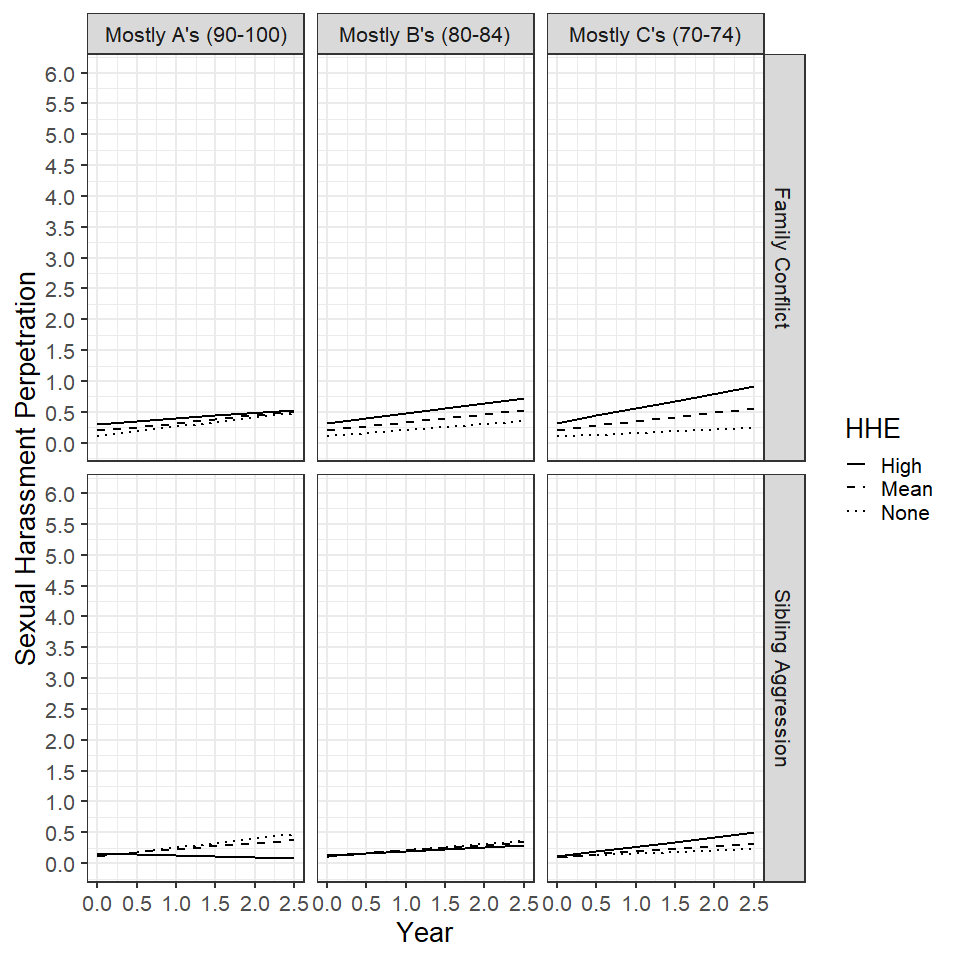 Mostly A's (90-100) Mostly B's (80-84) Mostly C's (70-74)
Sexual Harassment Perpetration
6.0
5.5
5.0
4.5
4.0
3.5
3.0
2.5
2.0
1.5
1.0
0.5
0.0
Family Conflict
6.0
5.5
5.0
4.5
4.0
3.5
3.0
2.5
2.0
1.5
1.0
0.5
0.0
Sibling Aggression
0.0 0.5 1.0 1.5 2.0 2.5 0.0 0.5 1.0 1.5 2.0 2.5 0.0 0.5 1.0 1.5 2.0 2.5
Year
HHE
High
Mean
None